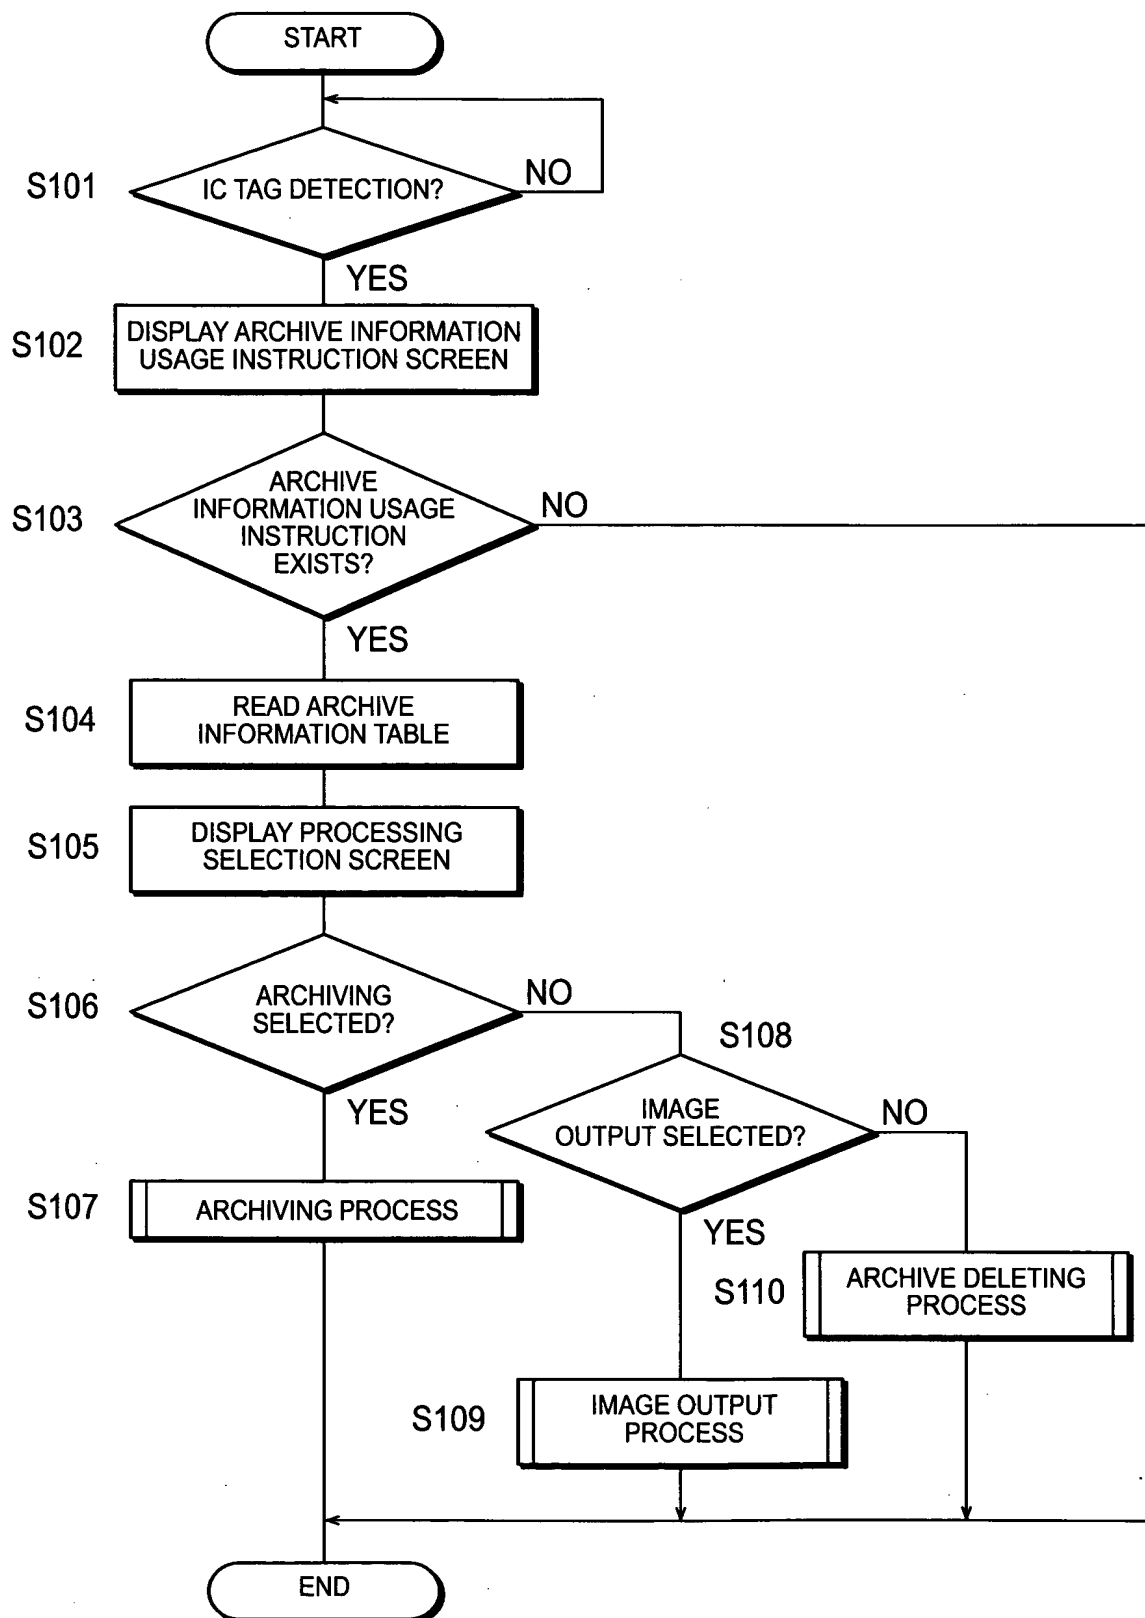 START
S101
IC TAG DETECTION?
NO
YES
S102
DISPLAY ARCHIVE INFORMATION
USAGE INSTRUCTION SCREEN
S103
ARCHIVE
INFORMATION USAGE
INSTRUCTION
EXISTS?
NO
YES
S104
READ ARCHIVE
INFORMATION TABLE
S105
DISPLAY PROCESSING
SELECTION SCREEN
S106
ARCHIVING
SELECTED?
NO
YES
S108
IMAGE
OUTPUT SELECTED?
NO
YES
S107
ARCHIVING PROCESS
S110
ARCHIVE DELETING
PROCESS
S109
IMAGE OUTPUT
PROCESS
END